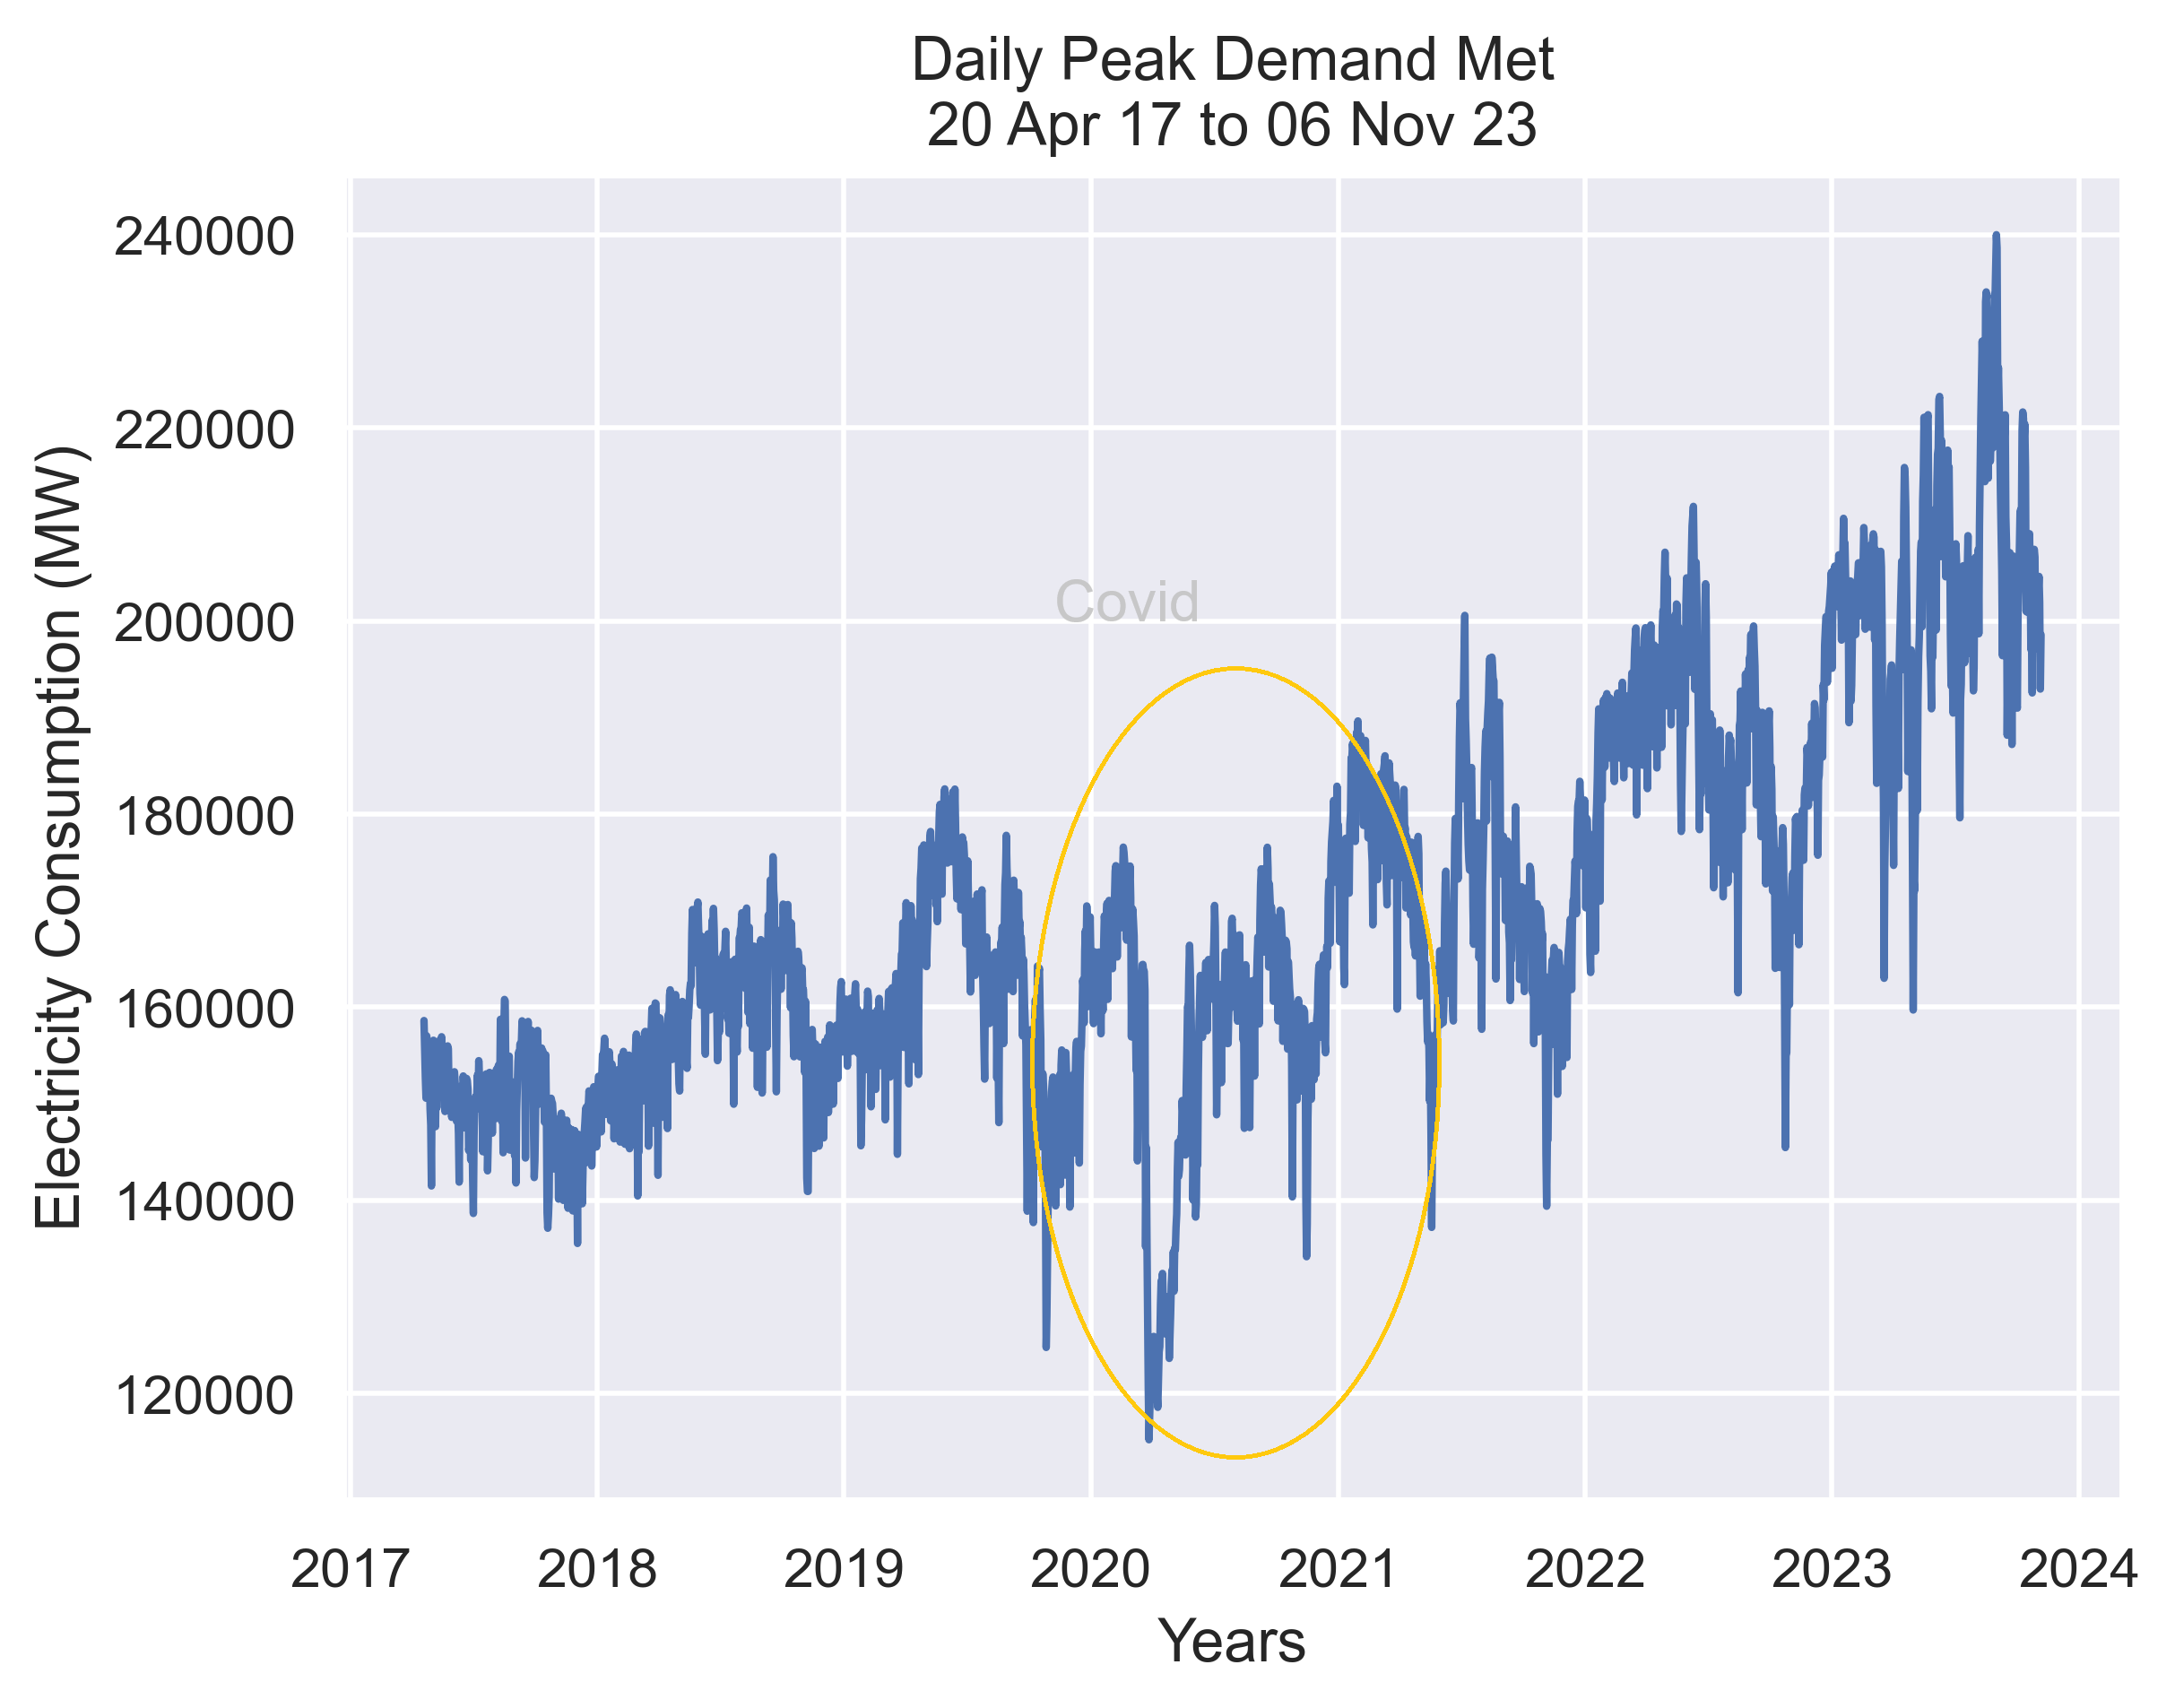 Daily Peak Demand Met
20 Apr 17 to 06 Nov 23
Electricity Consumption (MW)
240000
220000
200000
180000
160000
140000
120000
Covid
2017 2018 2019 2020 2021 2022 2023 2024
Years